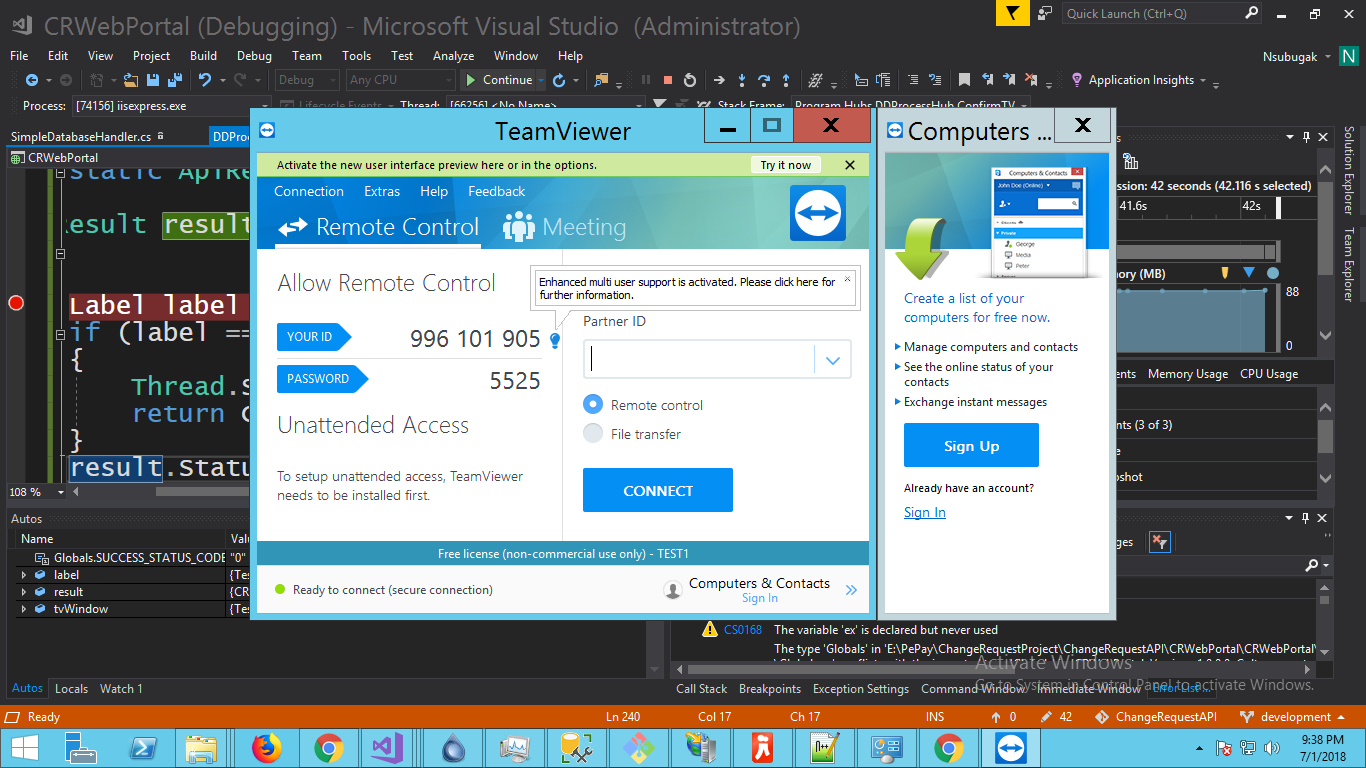 CRWebPortal (Debugging) - Microsoft Visual Studio (Administrator)
Quick Launch (Ctrl+Q)
File Edit View Project Build Debug Team Tools Test Analyze Window Help
Nsubugak N
Debug Any CPU Continue Application Insights
Process: [74156] iisexpress.exe Lifecycle Events Thread: [66256] <No Name> Stack Frame: Program.Hubs.DDProcessHub.ConfirmTV
SimpleDatabaseHandler.cs DDProc
CRWebPortal
static ApiRe
esult result
Label label
if (label ==
{
Thread.S
return c
}
result.Statu
108 %
TeamViewer
Activate the new user interface preview here or in the options. Try it now
Connection Extras Help Feedback
Remote Control Meeting
Allow Remote Control
Enhanced multi user support is activated. Please click here for
further information.
YOUR ID 996 101 905
PASSWORD 5525
Unattended Access
To setup unattended access, TeamViewer
needs to be installed first.
Partner ID
Remote control
File transfer
CONNECT
Free license (non-commercial use only) - TEST1
Ready to connect (secure connection)
Computers & Contacts
Sign In
Computers ...
Computers & Contacts
John Doe (Online)
Private
George
Media
Peter
Create a list of your
computers for free now.
Manage computers and contacts
See the online status of your
contacts
Exchange instant messages
Sign Up
Already have an account?
Sign In
ssion: 42 seconds (42.116 s selected)
41.6s 42s
ory (MB)
88
0
ents Memory Usage CPU Usage
ts (3 of 3)
e
pshot
Solution Explorer
Team Explorer
Autos
Name Valu
Globals.SUCCESS_STATUS_CODE "0"
label {Tes
result {CR
tvWindow {Tes
Autos Locals Watch 1
ges
CS0168 The variable 'ex' is declared but never used
The type 'Globals' in 'E:\PePay\ChangeRequestProject\ChangeRequestAPI\CRWebPortal\CRWebPortal\
Activate Windows
Go to System in Control Panel to activate Windows.
Call Stack Breakpoints Exception Settings Command Window Immediate Window Error List ...
Ready Ln 240 Col 17 Ch 17 INS 0 42 ChangeRequestAPI development
9:38 PM
7/1/2018